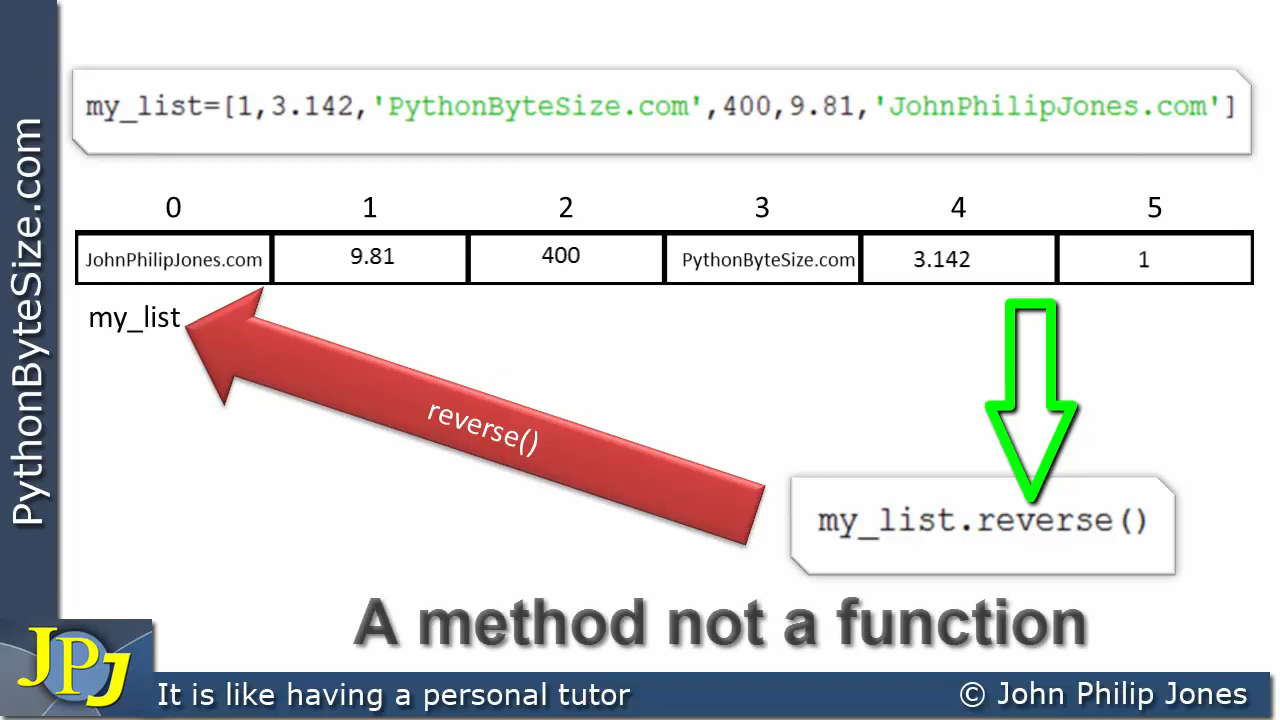 my_list=[1,3.142,'PythonByteSize.com',400,9.81,'JohnPhilipJones.com']
0 1 2 3 4 5
JohnPhilipJones.com 9.81 400 PythonByteSize.com 3.142 1
my_list
reverse()
my_list.reverse()
A method not a function
PythonByteSize.com
JPJ
It is like having a personal tutor
© John Philip Jones